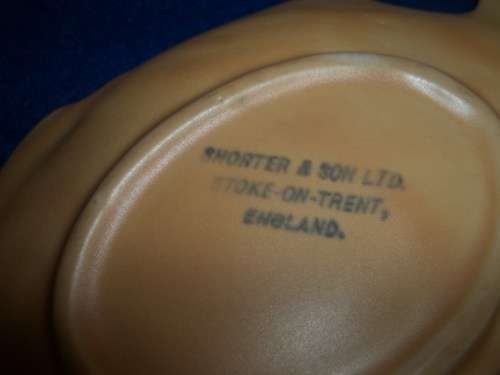 SHORTER & SON LTD.
STOKE-ON-TRENT,
ENGLAND.